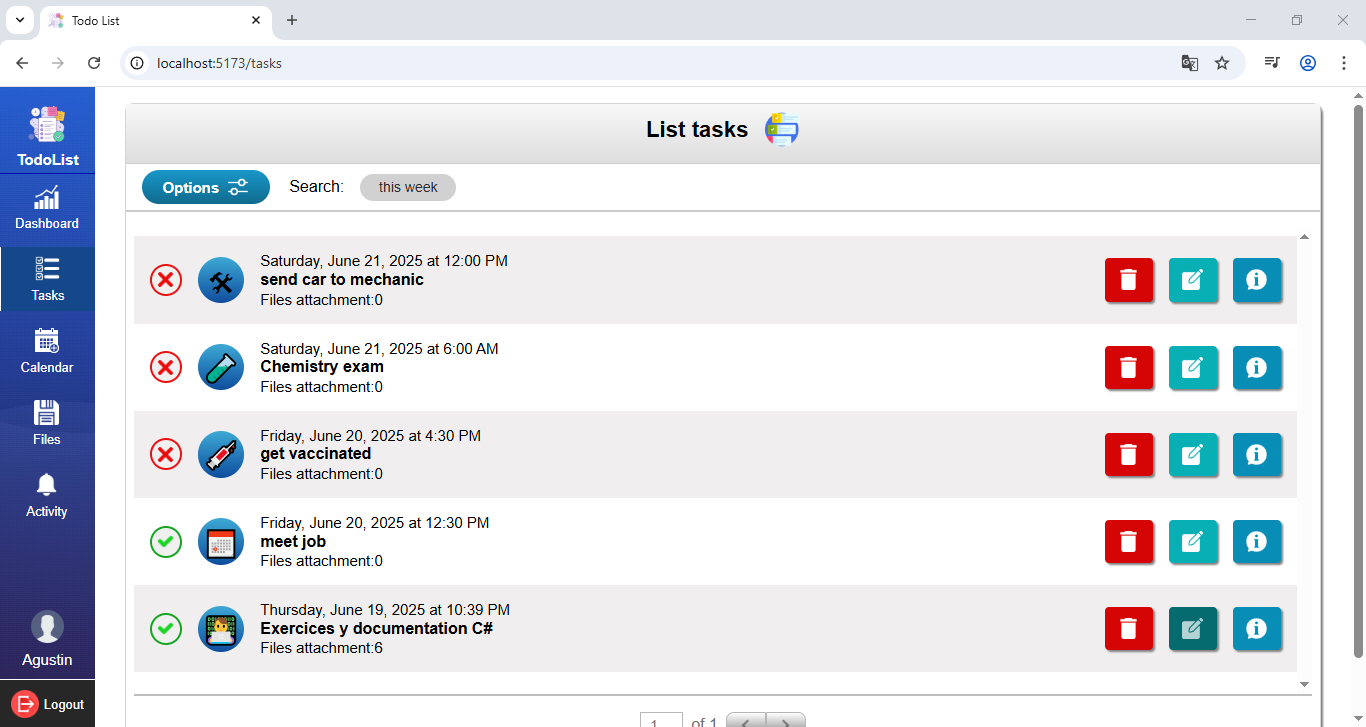 Todo List
localhost:5173/tasks
TodoList
Dashboard
Tasks
Calendar
Files
Activity
Agustin
Logout
List tasks
Options
Search:
this week
Saturday, June 21, 2025 at 12:00 PM
send car to mechanic
Files attachment:0
Saturday, June 21, 2025 at 6:00 AM
Chemistry exam
Files attachment:0
Friday, June 20, 2025 at 4:30 PM
get vaccinated
Files attachment:0
Friday, June 20, 2025 at 12:30 PM
meet job
Files attachment:0
Thursday, June 19, 2025 at 10:39 PM
Exercices y documentation C#
Files attachment:6
1 of 1